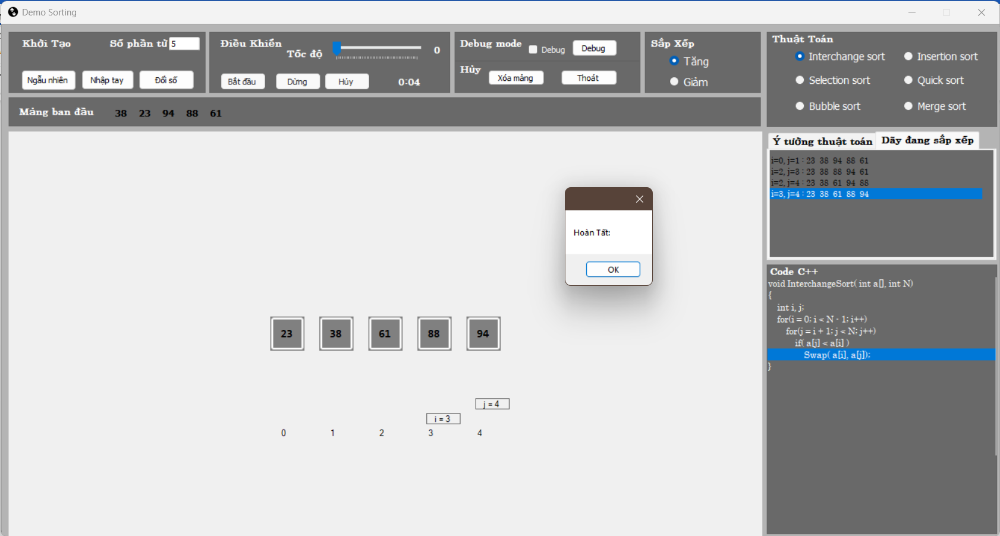 Demo Sorting
Khởi Tạo
Số phần tử 5
Ngẫu nhiên
Nhập tay
Đổi số
Điều Khiển
Tốc độ
0
Bắt đầu
Dừng
Hủy
0:04
Debug mode
Debug
Debug
Hủy
Xóa mảng
Thoát
Sắp Xếp
Tăng
Giảm
Thuật Toán
Interchange sort
Insertion sort
Selection sort
Quick sort
Bubble sort
Merge sort
Mảng ban đầu 38 23 94 88 61
Ý tưởng thuật toán
Dãy đang sắp xếp
i=0, j=1 : 23 38 94 88 61
i=2, j=3 : 23 38 88 94 61
i=2, j=4 : 23 38 61 94 88
i=3, j=4 : 23 38 61 88 94
Hoàn Tất:
OK
23 38 61 88 94
j = 4
i = 3
0 1 2 3 4
Code C++
void InterchangeSort( int a[], int N)
{
int i, j;
for(i = 0; i < N - 1; i++)
for(j = i + 1; j < N; j++)
if( a[j] < a[i] )
Swap( a[i], a[j]);
}